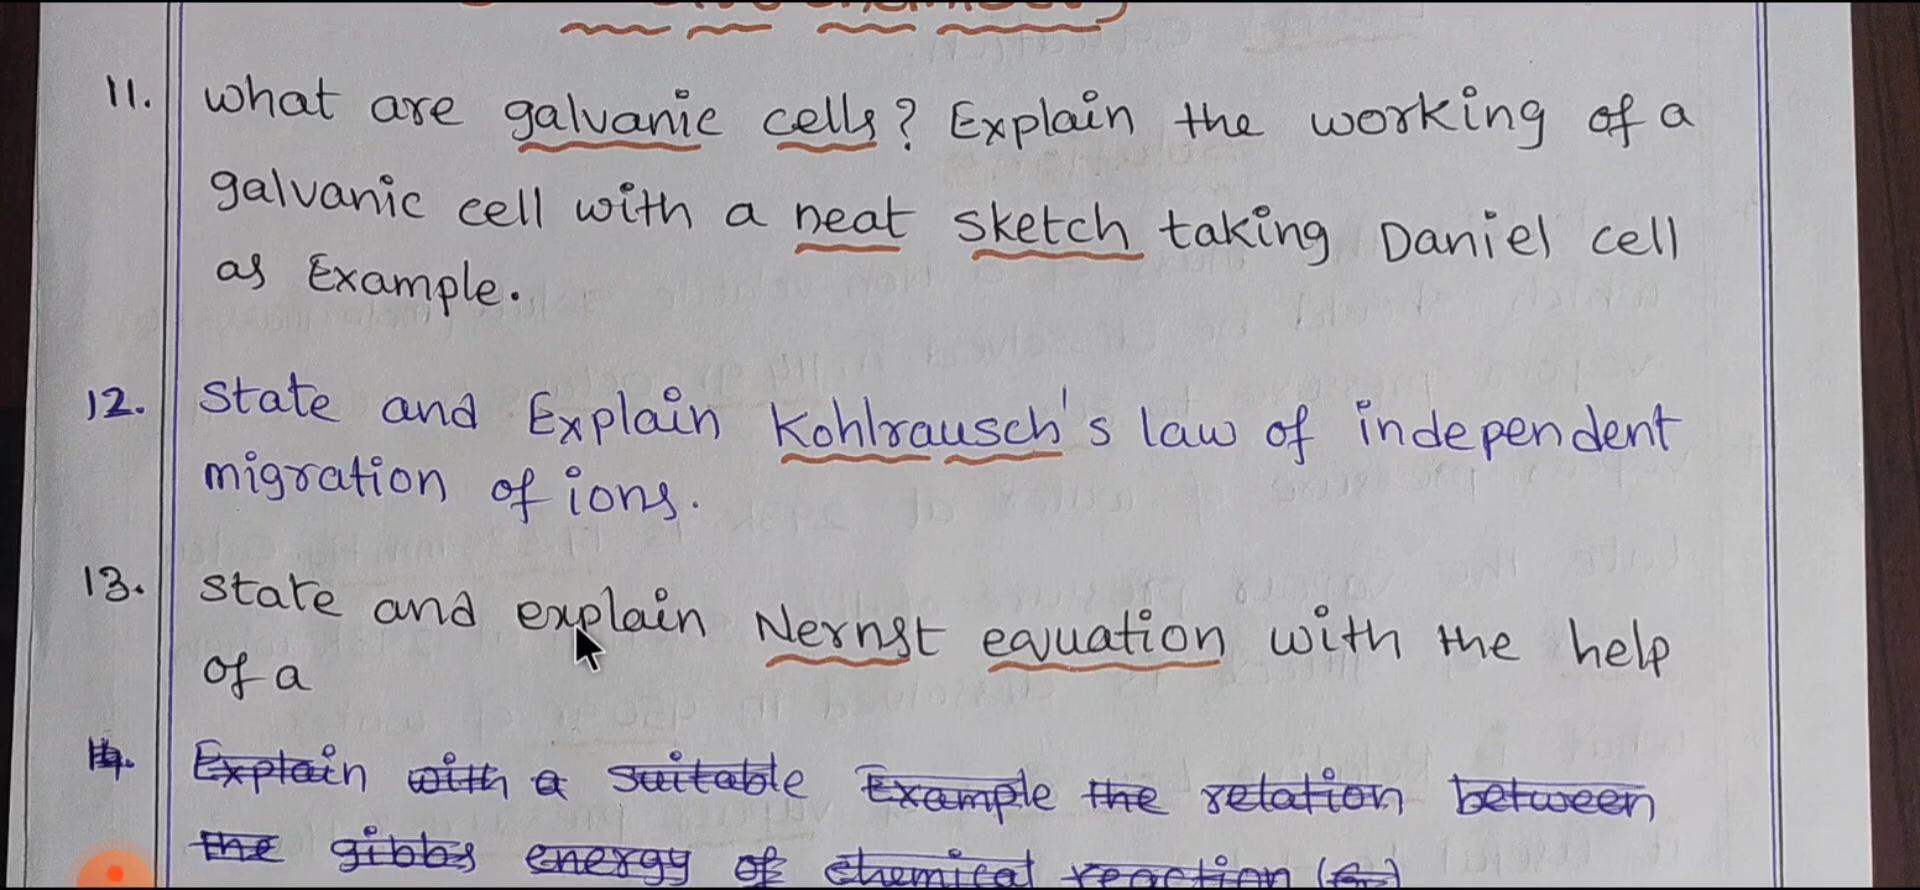 11. what are galvanic cells? Explain the working of a
galvanic cell with a neat sketch taking Daniel cell
as Example.
12. State and Explain Kohlrausch's law of independent
migration of ions.
13. state and explain Nernst equation with the help
of a
14. Explain with a suitable Example the relation between
the gibbs energy of chemical reaction